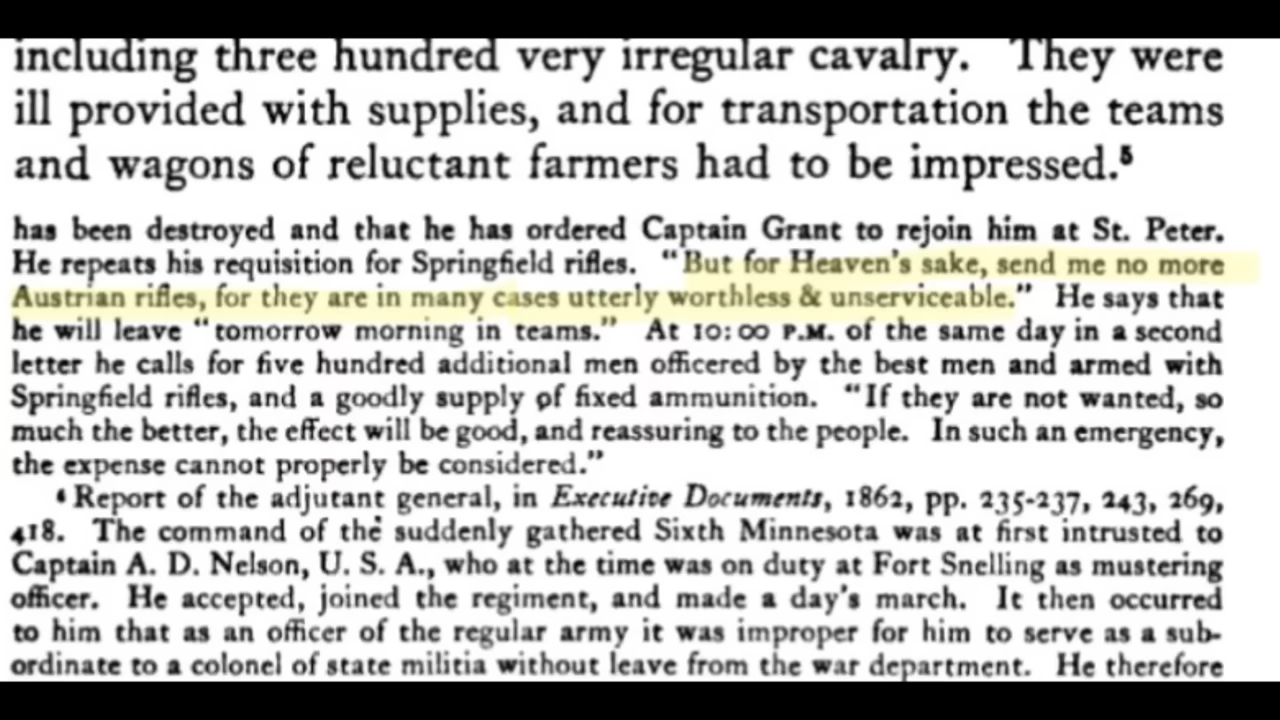 including three hundred very irregular cavalry. They were
ill provided with supplies, and for transportation the teams
and wagons of reluctant farmers had to be impressed.⁵
has been destroyed and that he has ordered Captain Grant to rejoin him at St. Peter.
He repeats his requisition for Springfield rifles. "But for Heaven's sake, send me no more
Austrian rifles, for they are in many cases utterly worthless & unserviceable." He says that
he will leave "tomorrow morning in teams." At 10:00 P.M. of the same day in a second
letter he calls for five hundred additional men officered by the best men and armed with
Springfield rifles, and a goodly supply of fixed ammunition. "If they are not wanted, so
much the better, the effect will be good, and reassuring to the people. In such an emergency,
the expense cannot properly be considered."
⁴ Report of the adjutant general, in Executive Documents, 1862, pp. 235-237, 243, 269,
418. The command of the suddenly gathered Sixth Minnesota was at first intrusted to
Captain A. D. Nelson, U. S. A., who at the time was on duty at Fort Snelling as mustering
officer. He accepted, joined the regiment, and made a day's march. It then occurred
to him that as an officer of the regular army it was improper for him to serve as a sub-
ordinate to a colonel of state militia without leave from the war department. He therefore